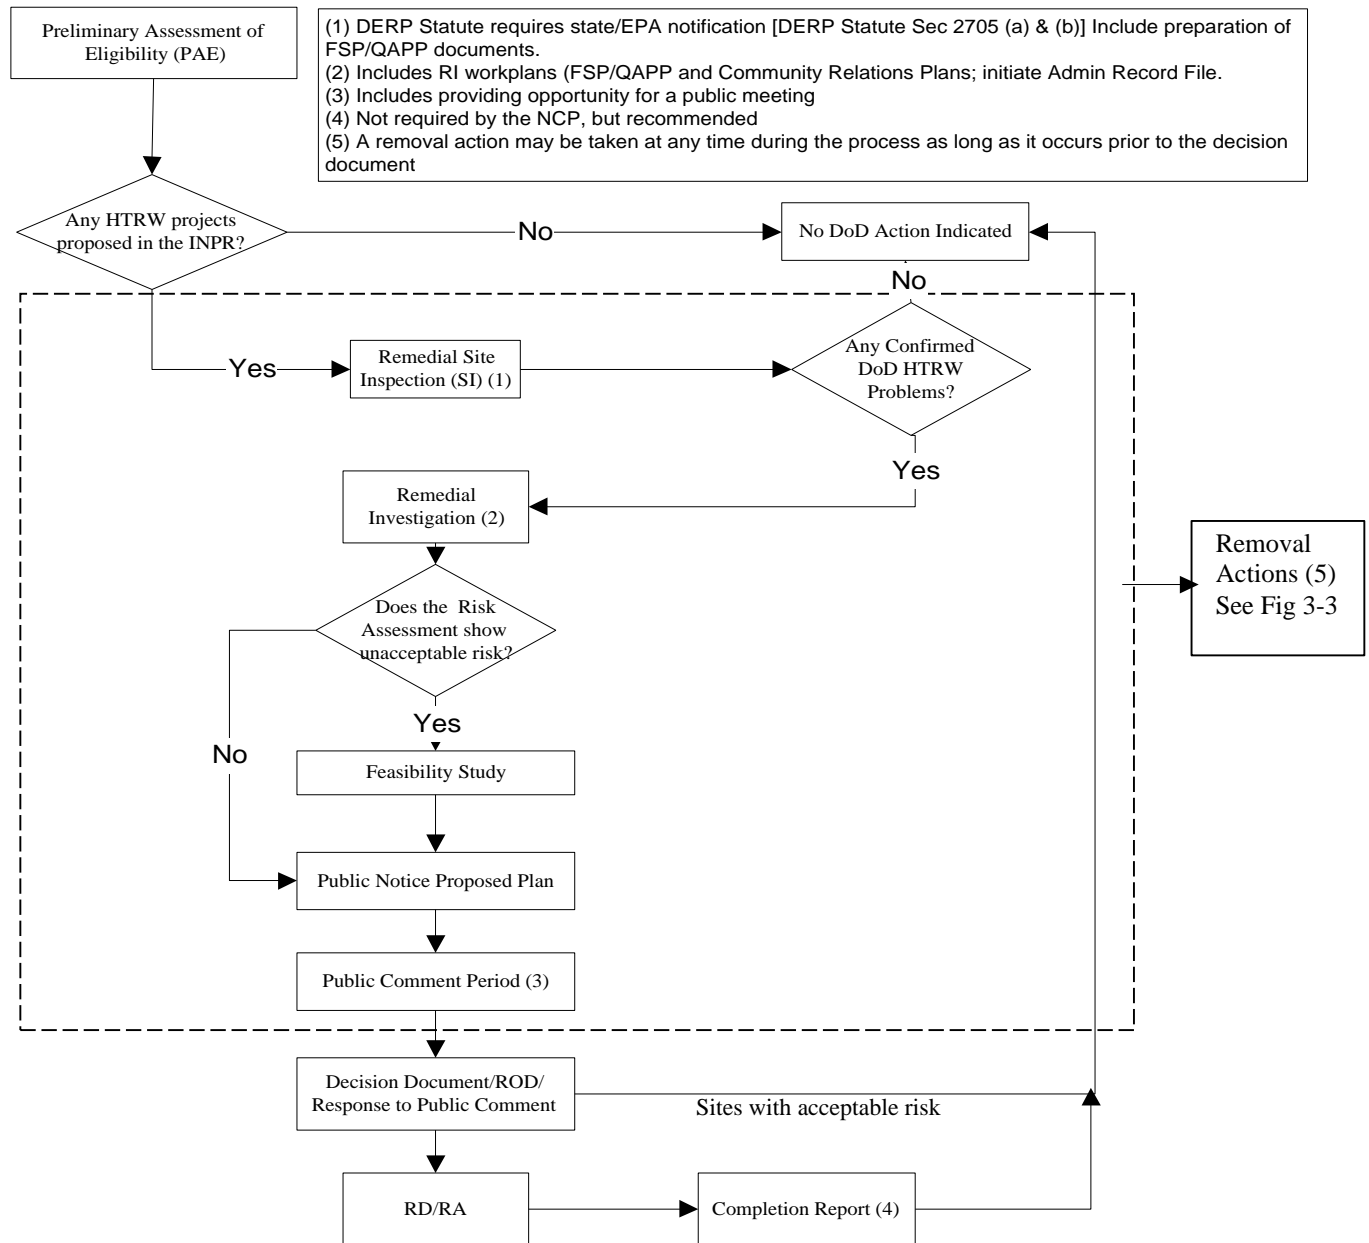 Preliminary Assessment of
Eligibility (PAE)
(1) DERP Statute requires state/EPA notification [DERP Statute Sec 2705 (a) & (b)] Include preparation of
FSP/QAPP documents.
(2) Includes RI workplans (FSP/QAPP and Community Relations Plans; initiate Admin Record File.
(3) Includes providing opportunity for a public meeting
(4) Not required by the NCP, but recommended
(5) A removal action may be taken at any time during the process as long as it occurs prior to the decision
document
Any HTRW projects
proposed in the INPR?
No
No DoD Action Indicated
No
Yes
Remedial Site
Inspection (SI) (1)
Any Confirmed
DoD HTRW
Problems?
Yes
Remedial
Investigation (2)
Removal
Actions (5)
See Fig 3-3
Does the Risk
Assessment show
unacceptable risk?
Yes
No
Feasibility Study
Public Notice Proposed Plan
Public Comment Period (3)
Decision Document/ROD/
Response to Public Comment
Sites with acceptable risk
RD/RA
Completion Report (4)